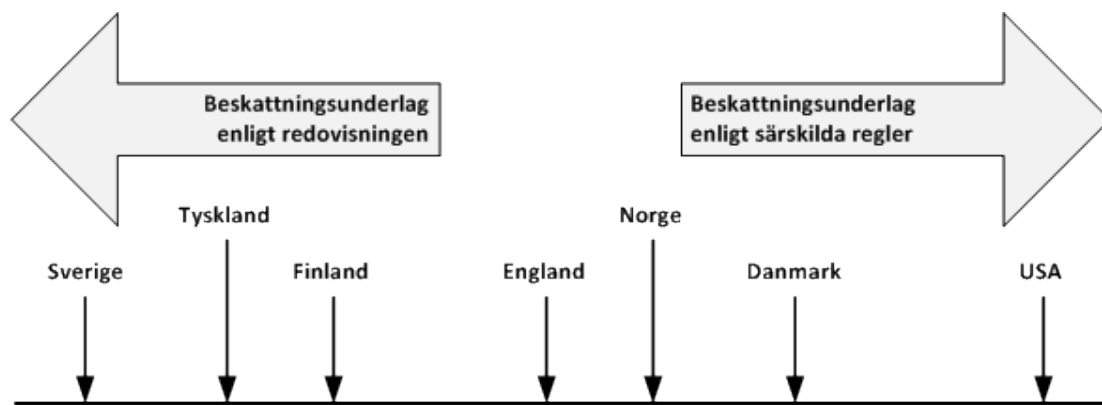 Beskattningsunderlag
enligt redovisningen
Beskattningsunderlag
enligt särskilda regler
Tyskland
Norge
Sverige
Finland
England
Danmark
USA